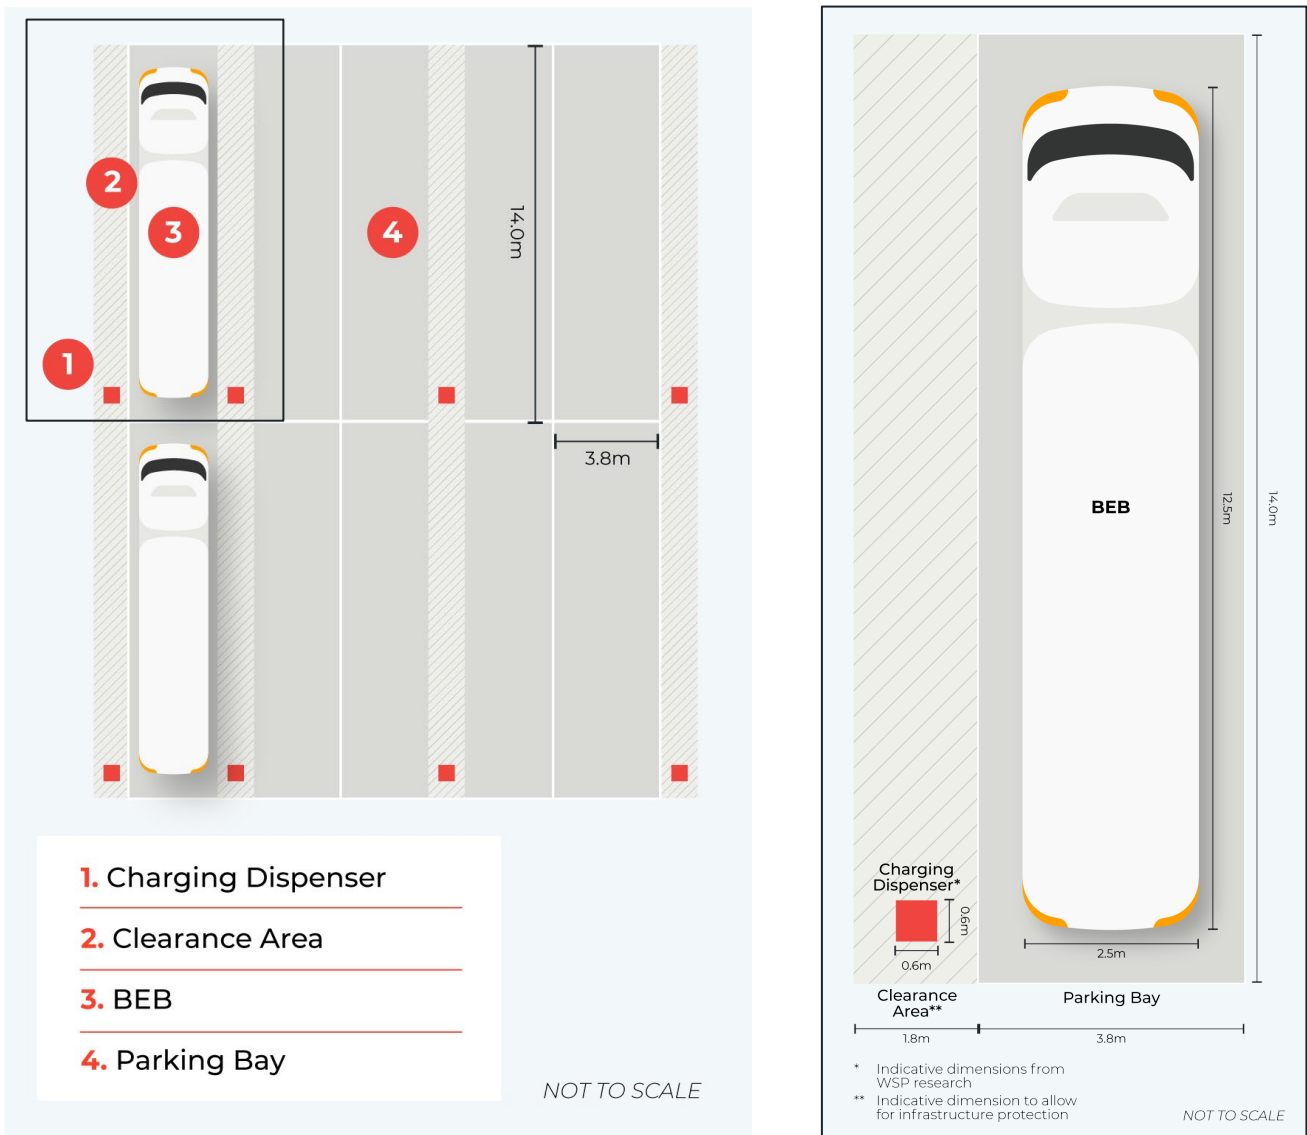 2
3
4
1
14.0m
3.8m
1. Charging Dispenser
2. Clearance Area
3. BEB
4. Parking Bay
NOT TO SCALE
BEB
12.5m
14.0m
Charging
Dispenser*
0.6m
0.6m
2.5m
Clearance
Area**
Parking Bay
1.8m
3.8m
* Indicative dimensions from
WSP research
** Indicative dimension to allow
for infrastructure protection
NOT TO SCALE